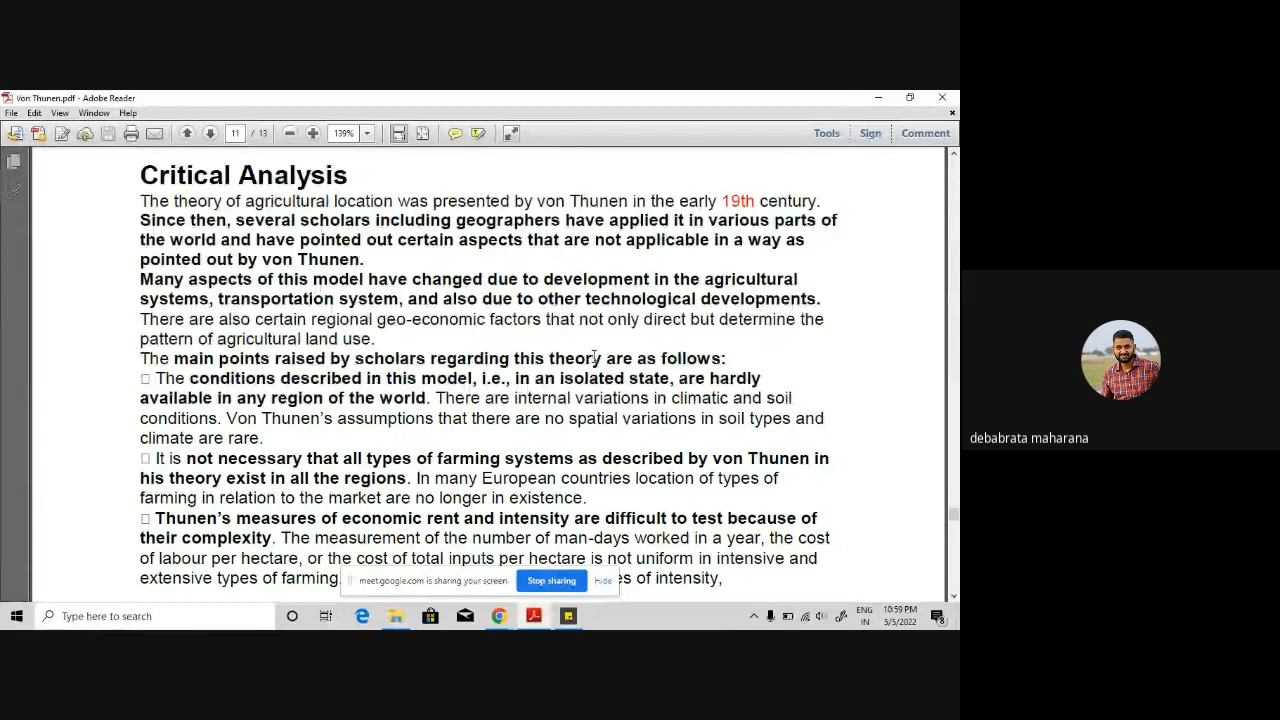 Von Thunen.pdf - Adobe Reader
File Edit View Window Help
11 / 13 139% Tools Sign Comment
Critical Analysis
The theory of agricultural location was presented by von Thunen in the early 19th century.
Since then, several scholars including geographers have applied it in various parts of
the world and have pointed out certain aspects that are not applicable in a way as
pointed out by von Thunen.
Many aspects of this model have changed due to development in the agricultural
systems, transportation system, and also due to other technological developments.
There are also certain regional geo-economic factors that not only direct but determine the
pattern of agricultural land use.
The main points raised by scholars regarding this theory are as follows:
The conditions described in this model, i.e., in an isolated state, are hardly
available in any region of the world. There are internal variations in climatic and soil
conditions. Von Thunen's assumptions that there are no spatial variations in soil types and
climate are rare.
It is not necessary that all types of farming systems as described by von Thunen in
his theory exist in all the regions. In many European countries location of types of
farming in relation to the market are no longer in existence.
Thunen's measures of economic rent and intensity are difficult to test because of
their complexity. The measurement of the number of man-days worked in a year, the cost
of labour per hectare, or the cost of total inputs per hectare is not uniform in intensive and
extensive types of farming. es of intensity,
meet.google.com is sharing your screen Stop sharing Hide
Type here to search
ENG
IN
10:59 PM
5/5/2022
8
debabrata maharana